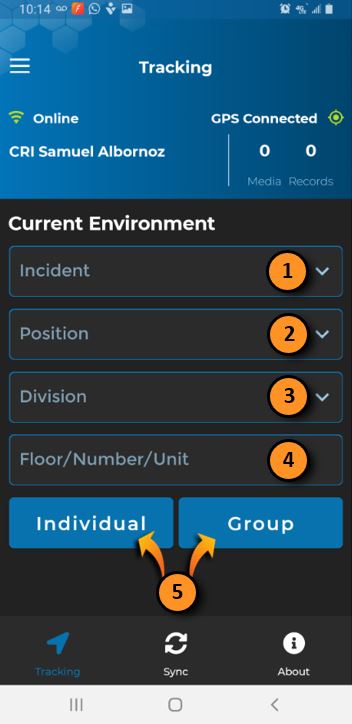 10:14
Tracking
Online
GPS Connected
CRI Samuel Albornoz
0 0
Media Records
Current Environment
Incident 1
Position 2
Division 3
Floor/Number/Unit 4
Individual Group
5
Tracking Sync About